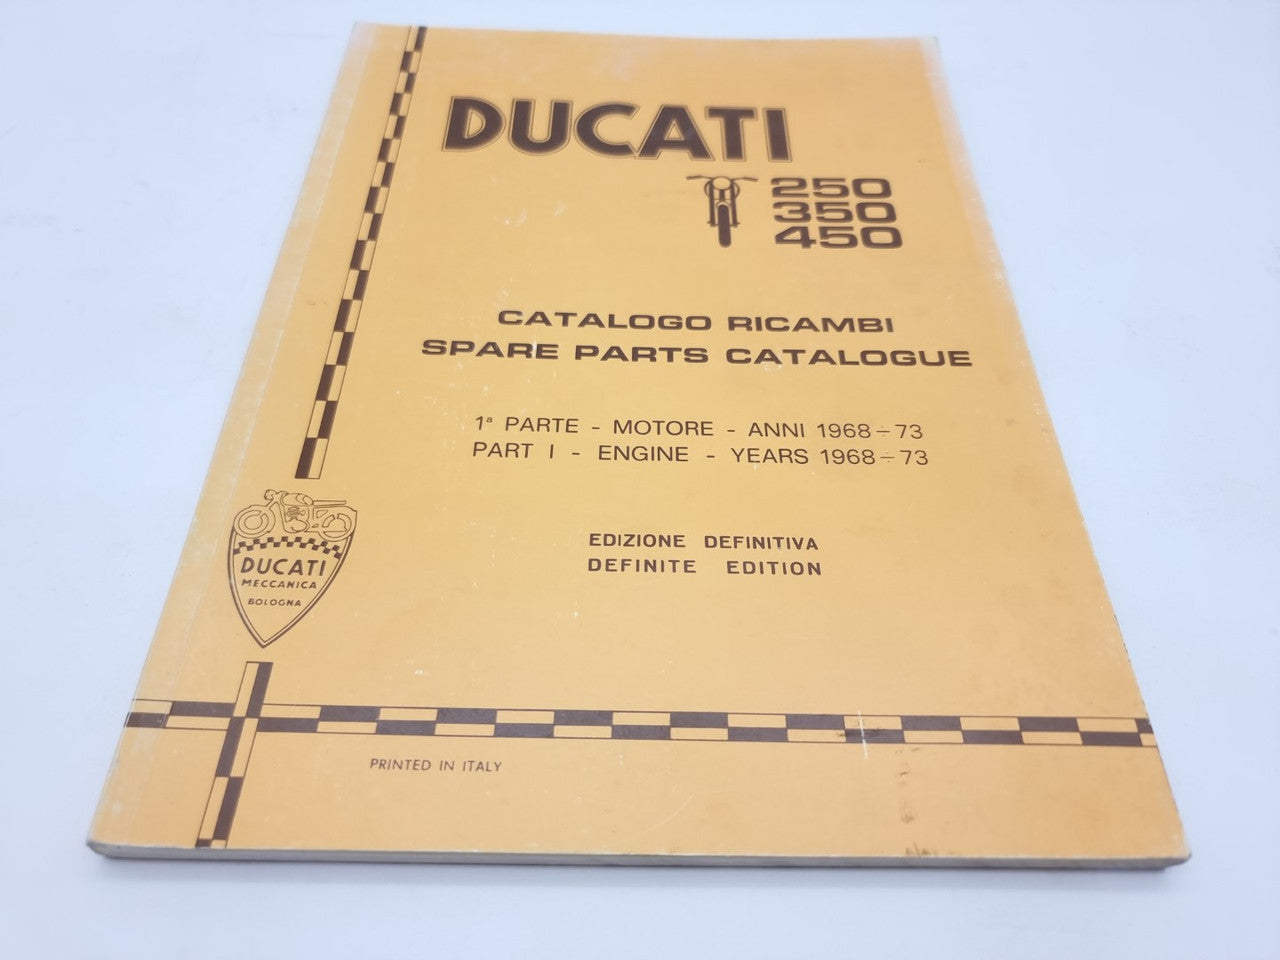 DUCATI
250
350
450
CATALOGO RICAMBI
SPARE PARTS CATALOGUE
1ª PARTE - MOTORE - ANNI 1968÷73
PART I - ENGINE - YEARS 1968÷73
EDIZIONE DEFINITIVA
DEFINITE EDITION
DUCATI
MECCANICA
BOLOGNA
PRINTED IN ITALY